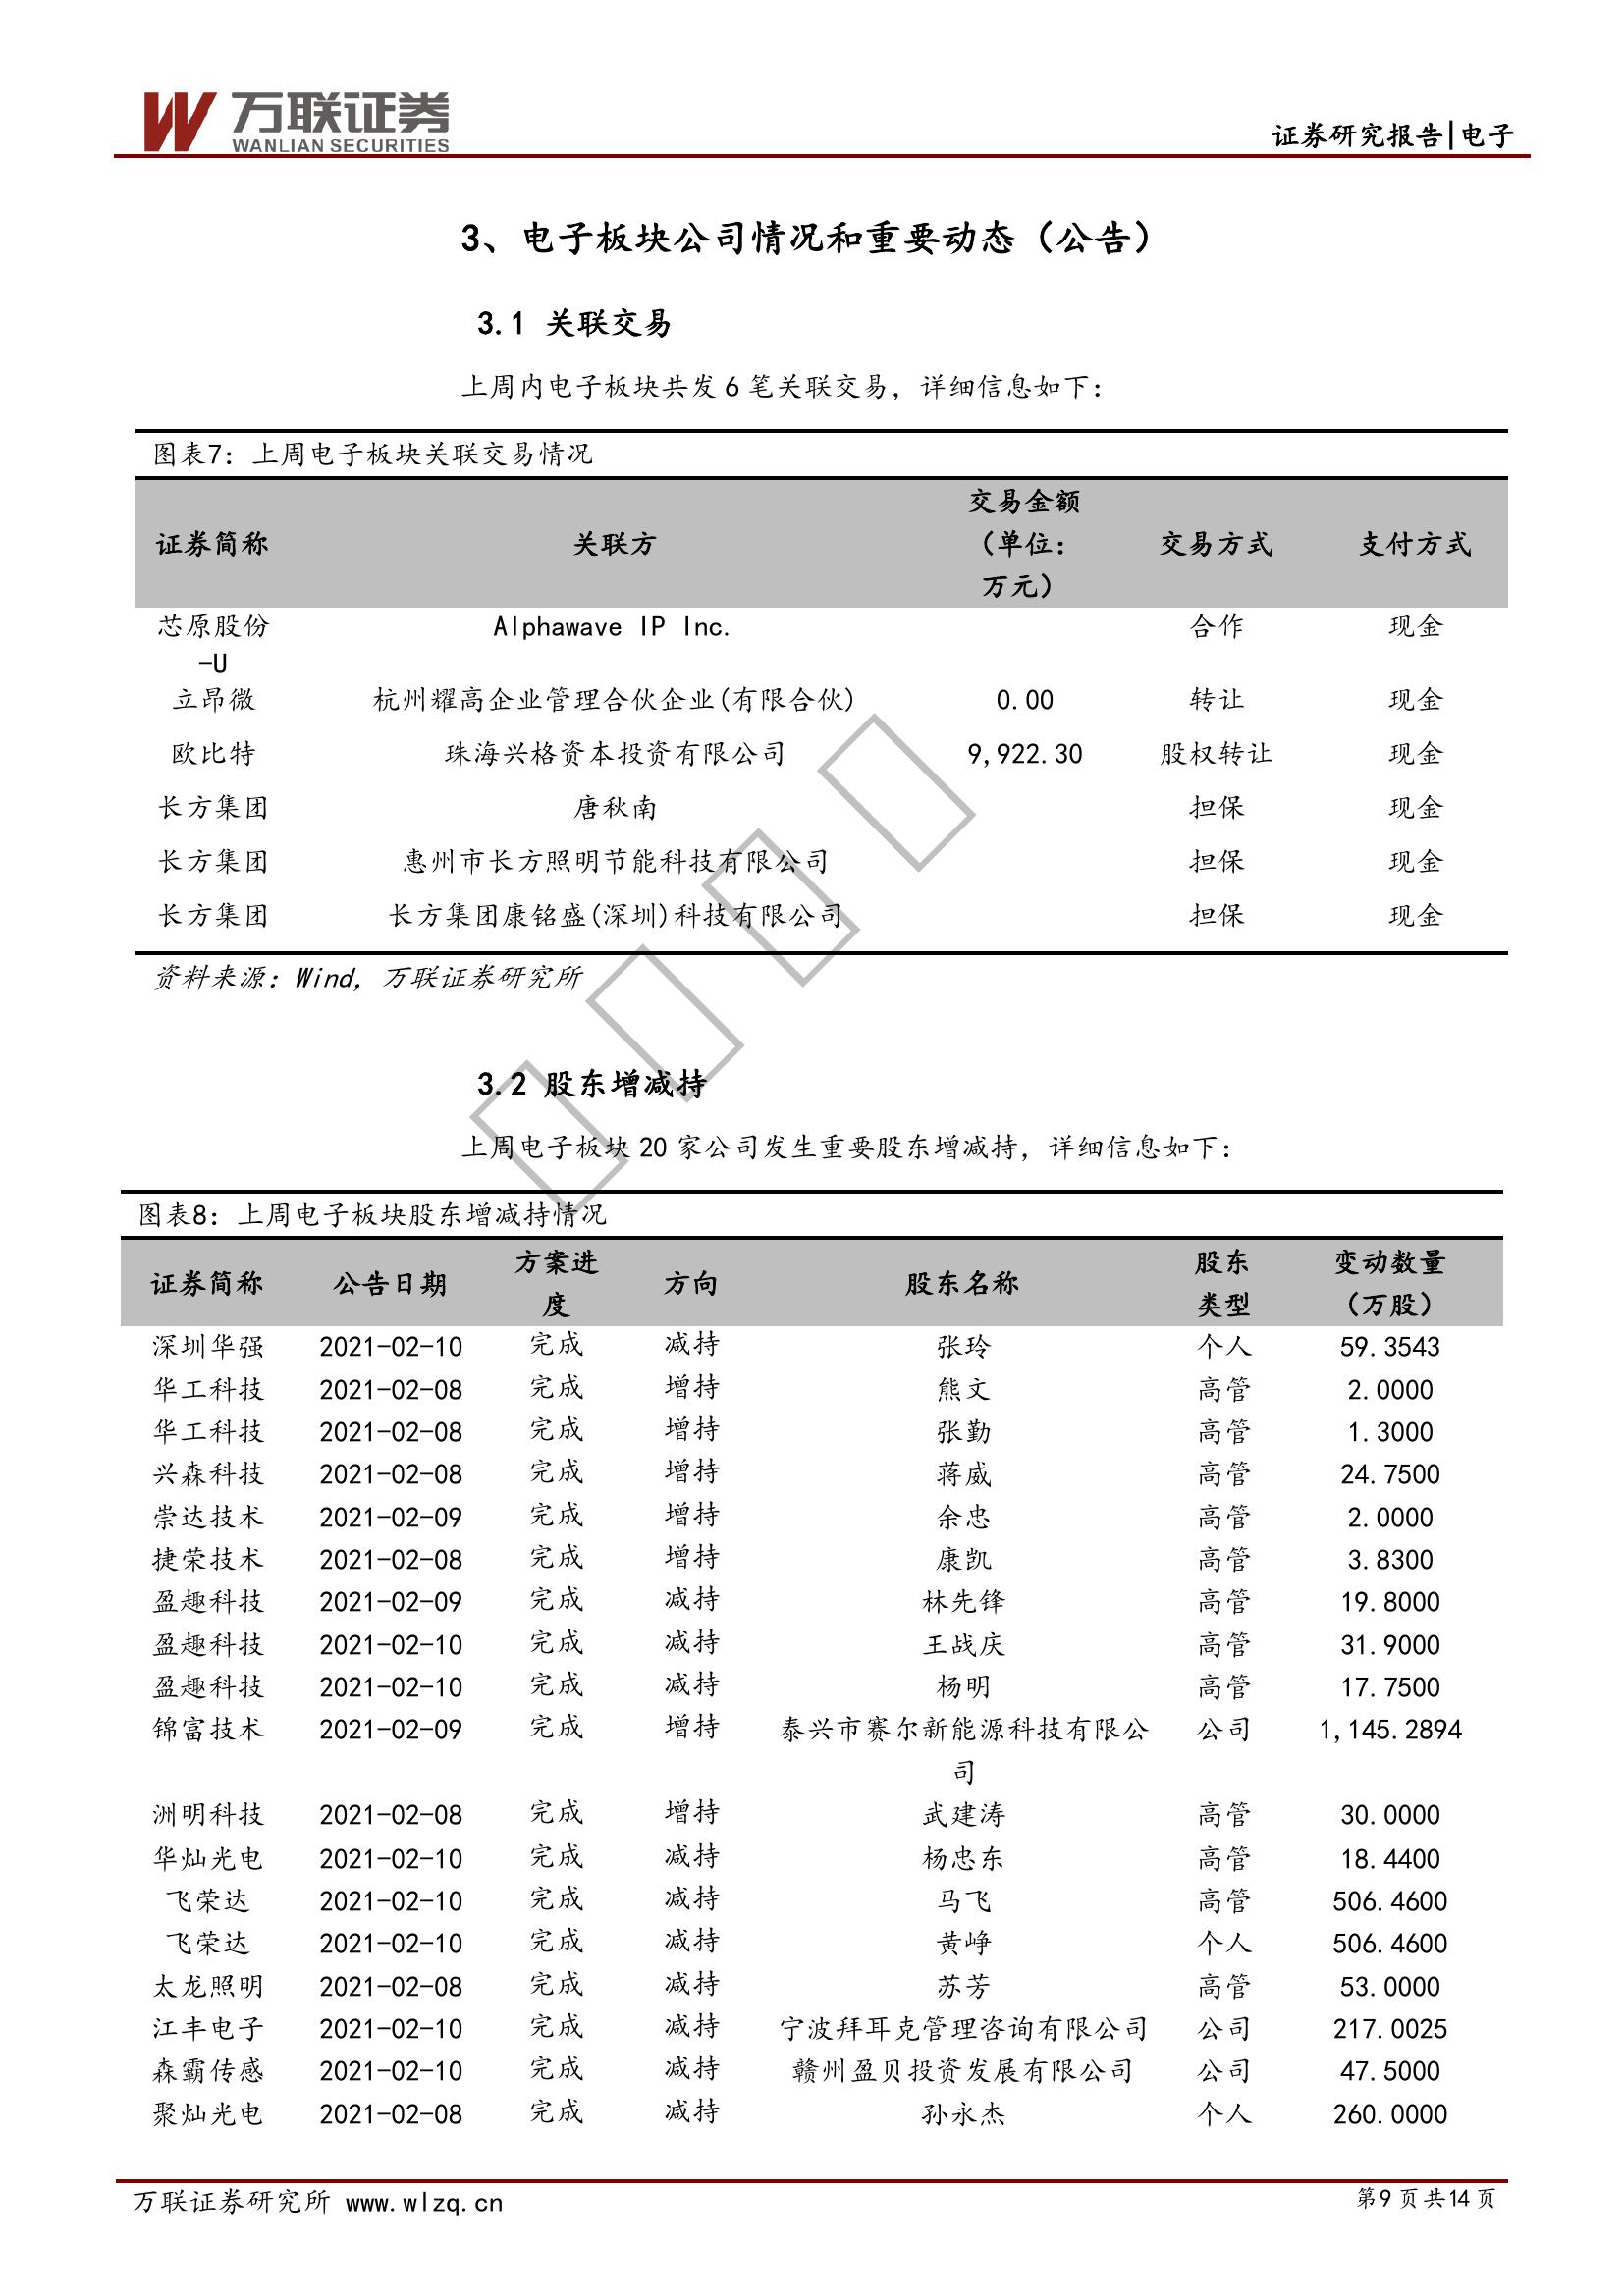 万联证券
WANLIAN SECURITIES
证券研究报告|电子
3、电子板块公司情况和重要动态（公告）
3.1 关联交易
上周内电子板块共发 6 笔关联交易，详细信息如下：
图表7：上周电子板块关联交易情况
证券简称 关联方 交易金额（单位：万元） 交易方式 支付方式
芯原股份-U Alphawave IP Inc. 合作 现金
立昂微 杭州耀高企业管理合伙企业(有限合伙) 0.00 转让 现金
欧比特 珠海兴格资本投资有限公司 9,922.30 股权转让 现金
长方集团 唐秋南 担保 现金
长方集团 惠州市长方照明节能科技有限公司 担保 现金
长方集团 长方集团康铭盛(深圳)科技有限公司 担保 现金
资料来源：Wind，万联证券研究所
3.2 股东增减持
上周电子板块 20 家公司发生重要股东增减持，详细信息如下：
图表8：上周电子板块股东增减持情况
证券简称 公告日期 方案进度 方向 股东名称 股东类型 变动数量（万股）
深圳华强 2021-02-10 完成 减持 张玲 个人 59.3543
华工科技 2021-02-08 完成 增持 熊文 高管 2.0000
华工科技 2021-02-08 完成 增持 张勤 高管 1.3000
兴森科技 2021-02-08 完成 增持 蒋威 高管 24.7500
崇达技术 2021-02-09 完成 增持 余忠 高管 2.0000
捷荣技术 2021-02-08 完成 增持 康凯 高管 3.8300
盈趣科技 2021-02-09 完成 减持 林先锋 高管 19.8000
盈趣科技 2021-02-10 完成 减持 王战庆 高管 31.9000
盈趣科技 2021-02-10 完成 减持 杨明 高管 17.7500
锦富技术 2021-02-09 完成 增持 泰兴市赛尔新能源科技有限公司 公司 1,145.2894
洲明科技 2021-02-08 完成 增持 武建涛 高管 30.0000
华灿光电 2021-02-10 完成 减持 杨忠东 高管 18.4400
飞荣达 2021-02-10 完成 减持 马飞 高管 506.4600
飞荣达 2021-02-10 完成 减持 黄峥 个人 506.4600
太龙照明 2021-02-08 完成 减持 苏芳 高管 53.0000
江丰电子 2021-02-10 完成 减持 宁波拜耳克管理咨询有限公司 公司 217.0025
森霸传感 2021-02-10 完成 减持 赣州盈贝投资发展有限公司 公司 47.5000
聚灿光电 2021-02-08 完成 减持 孙永杰 个人 260.0000
万联证券研究所 www.wlzq.cn
第9 页 共14 页